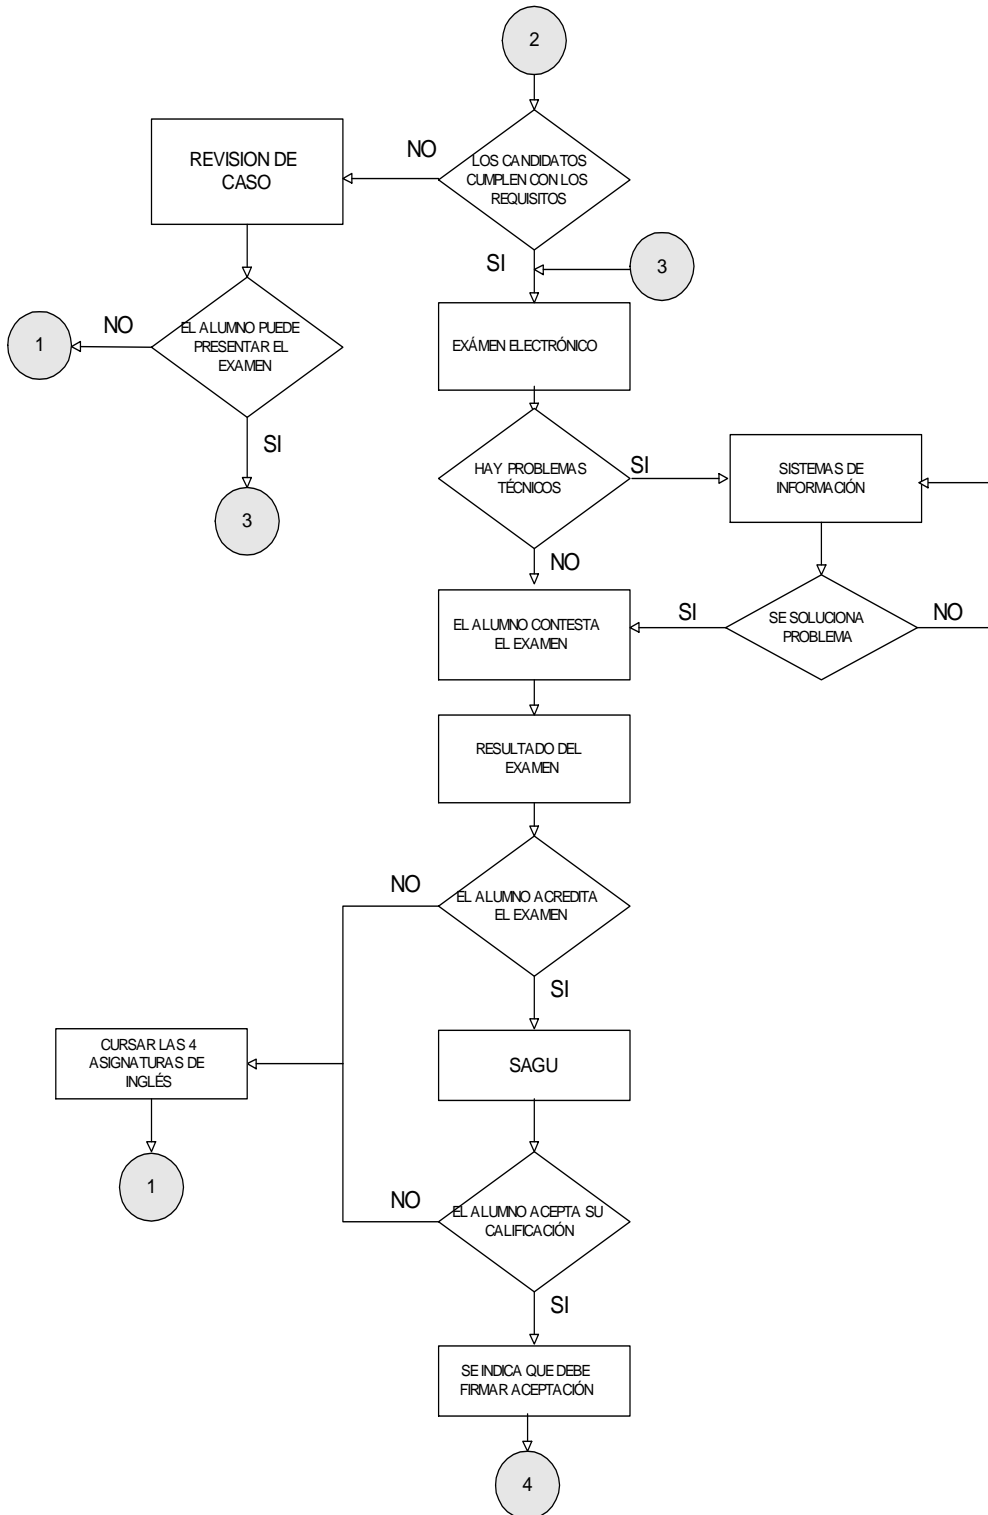 2
LOS CANDIDATOS
CUMPLEN CON LOS
REQUISITOS
NO
REVISION DE
CASO
SI
3
EL ALUMNO PUEDE
PRESENTAR EL
EXAMEN
NO
1
SI
3
EXÁMEN ELECTRÓNICO
HAY PROBLEMAS
TÉCNICOS
SI
SISTEMAS DE
INFORMACIÓN
NO
SE SOLUCIONA
PROBLEMA
SI
NO
EL ALUMNO CONTESTA
EL EXAMEN
RESULTADO DEL
EXAMEN
EL ALUMNO ACREDITA
EL EXAMEN
NO
SI
CURSAR LAS 4
ASIGNATURAS DE
INGLÉS
1
SAGU
EL ALUMNO ACEPTA SU
CALIFICACIÓN
NO
SI
SE INDICA QUE DEBE
FIRMAR ACEPTACIÓN
4